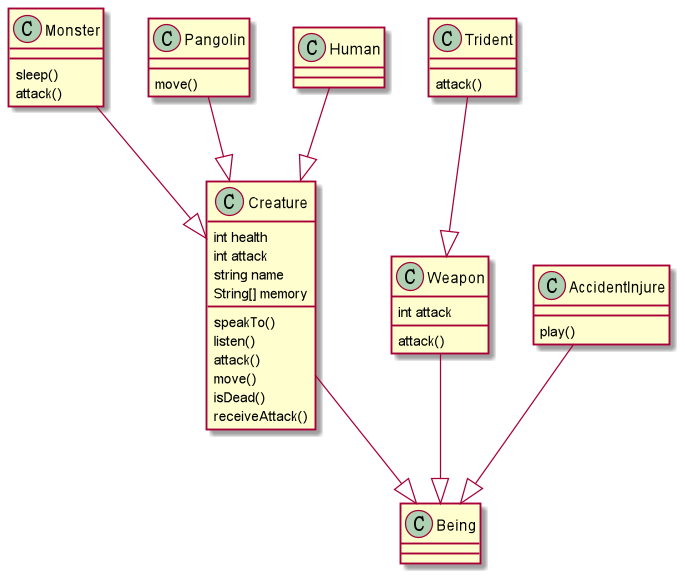 C Monster
sleep()
attack()
C Pangolin
move()
C Human
C Trident
attack()
C Creature
int health
int attack
string name
String[] memory
speakTo()
listen()
attack()
move()
isDead()
receiveAttack()
C Weapon
int attack
attack()
C AccidentInjure
play()
C Being